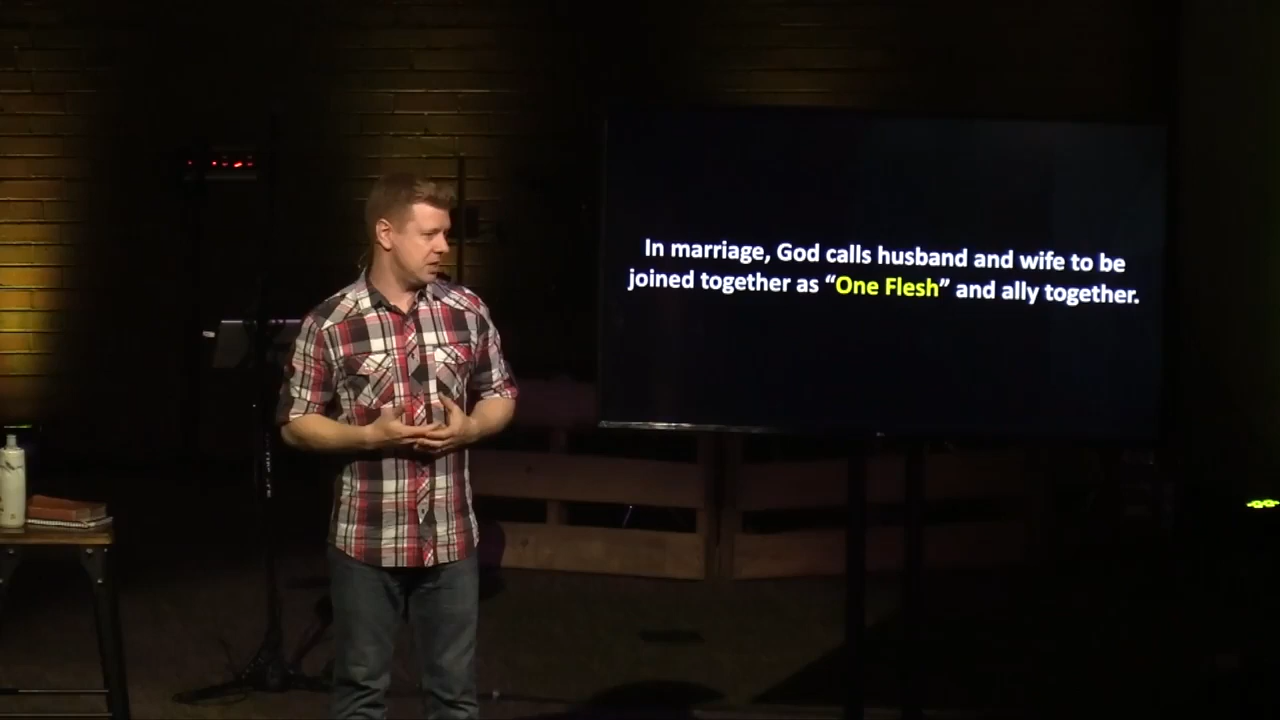 In marriage, God calls husband and wife to be
joined together as “One Flesh” and ally together.